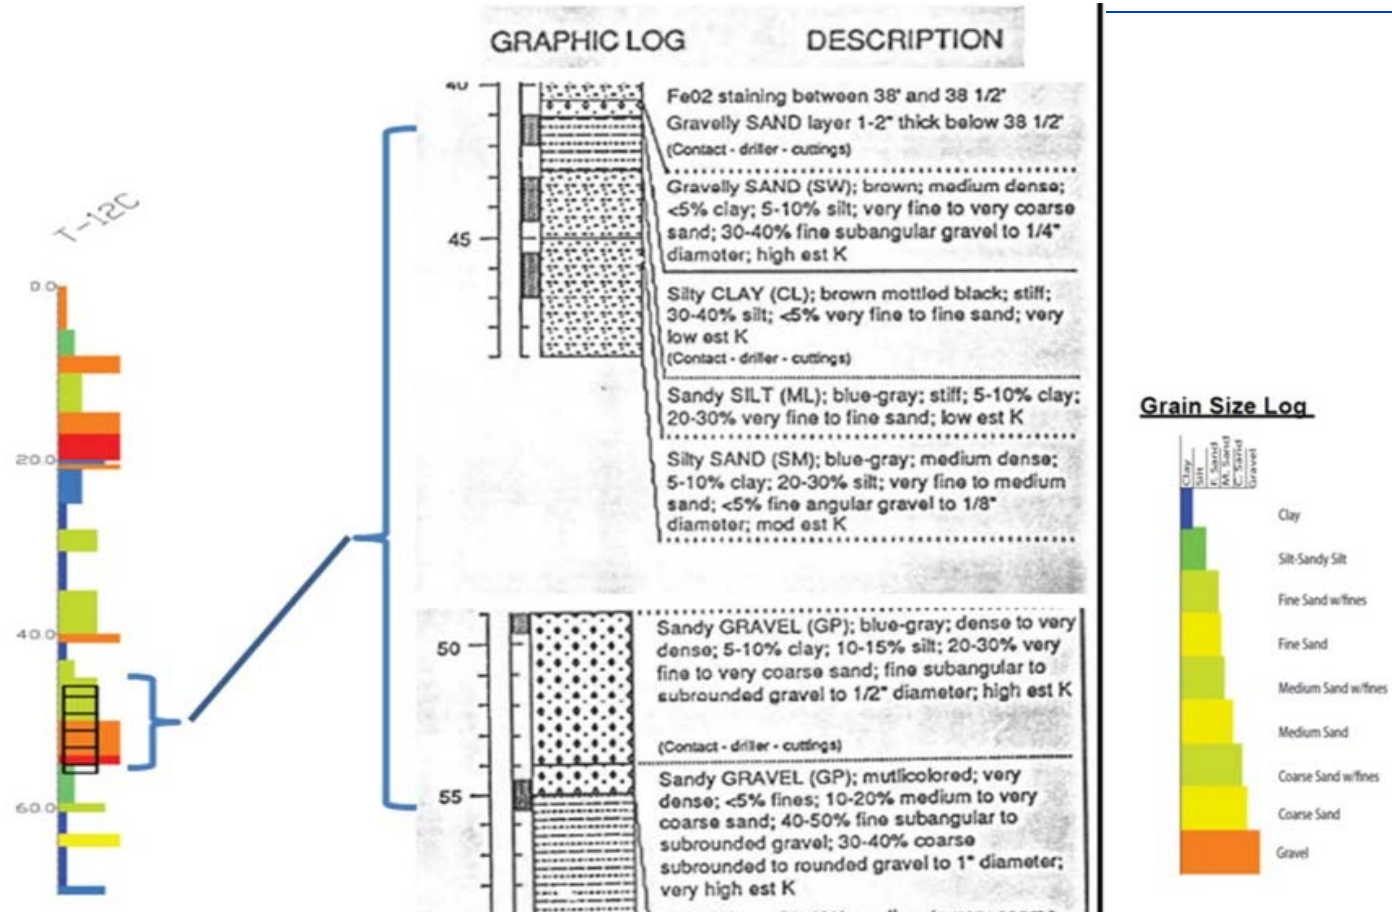 GRAPHIC LOG
DESCRIPTION
40
Fe02 staining between 38' and 38 1/2'
Gravelly SAND layer 1-2" thick below 38 1/2'
(Contact - driller - cuttings)
Gravelly SAND (SW); brown; medium dense;
<5% clay; 5-10% silt; very fine to very coarse
sand; 30-40% fine subangular gravel to 1/4"
diameter; high est K
45
Silty CLAY (CL); brown mottled black; stiff;
30-40% silt; <5% very fine to fine sand; very
low est K
(Contact - driller - cuttings)
Sandy SILT (ML); blue-gray; stiff; 5-10% clay;
20-30% very fine to fine sand; low est K
Silty SAND (SM); blue-gray; medium dense;
5-10% clay; 20-30% silt; very fine to medium
sand; <5% fine angular gravel to 1/8"
diameter; mod est K
50
Sandy GRAVEL (GP); blue-gray; dense to very
dense; 5-10% clay; 10-15% silt; 20-30% very
fine to very coarse sand; fine subangular to
subrounded gravel to 1/2" diameter; high est K
(Contact - driller - cuttings)
55
Sandy GRAVEL (GP); mutlicolored; very
dense; <5% fines; 10-20% medium to very
coarse sand; 40-50% fine subangular to
subrounded gravel; 30-40% coarse
subrounded to rounded gravel to 1" diameter;
very high est K
T-12C
0.0
20.0
40.0
60.0
Grain Size Log
Clay
Silt
F. Sand
M. Sand
C Sand
Gravel
Clay
Silt-Sandy Silt
Fine Sand w/fines
Fine Sand
Medium Sand w/fines
Medium Sand
Coarse Sand w/fines
Coarse Sand
Gravel